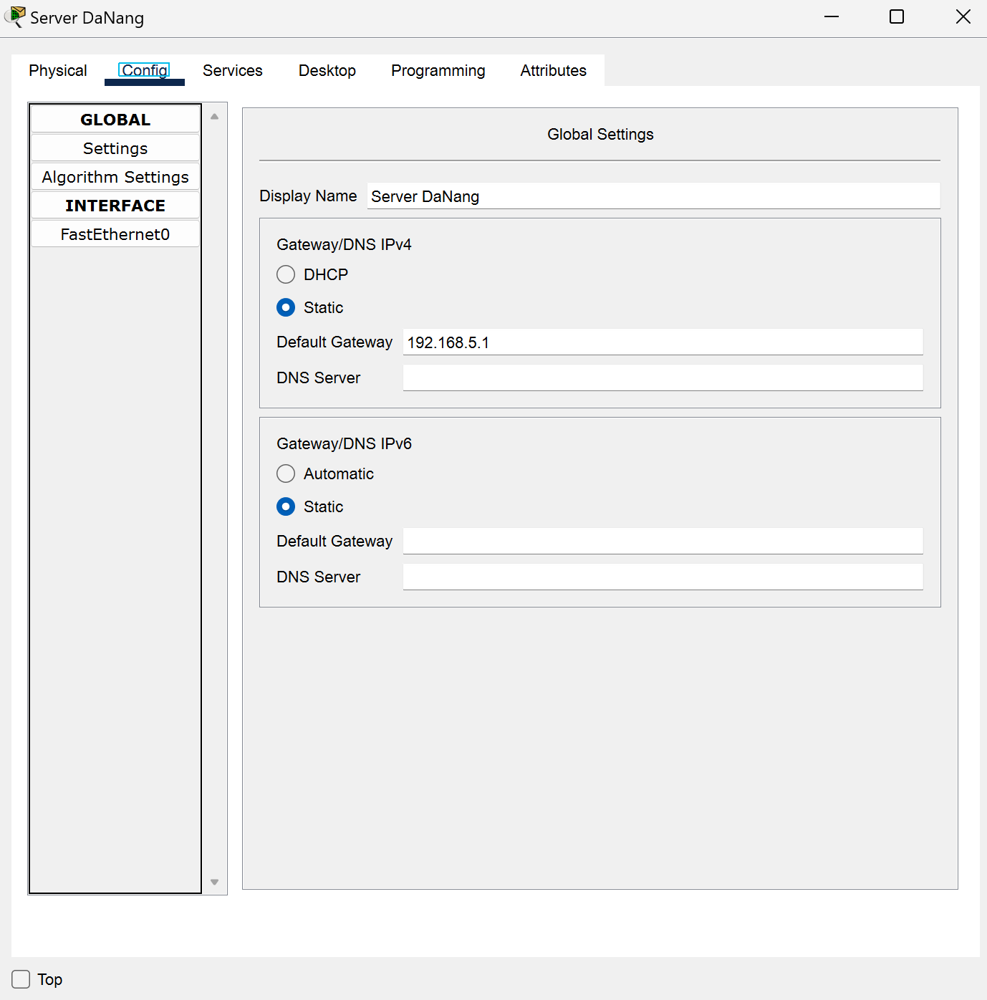 Server DaNang
Physical Config Services Desktop Programming Attributes
GLOBAL
Settings
Algorithm Settings
INTERFACE
FastEthernet0
Global Settings
Display Name Server DaNang
Gateway/DNS IPv4
DHCP
Static
Default Gateway 192.168.5.1
DNS Server
Gateway/DNS IPv6
Automatic
Static
Default Gateway
DNS Server
Top